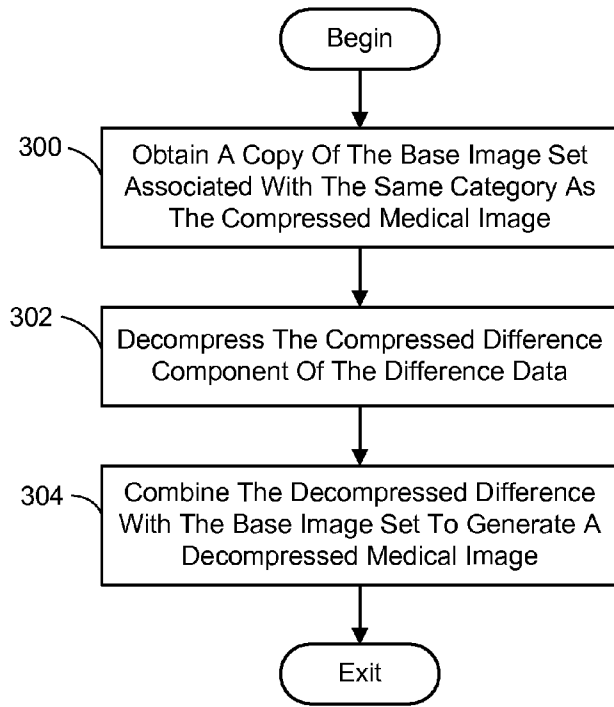 Begin
300
Obtain A Copy Of The Base Image Set
Associated With The Same Category As
The Compressed Medical Image
302
Decompress The Compressed Difference
Component Of The Difference Data
304
Combine The Decompressed Difference
With The Base Image Set To Generate A
Decompressed Medical Image
Exit